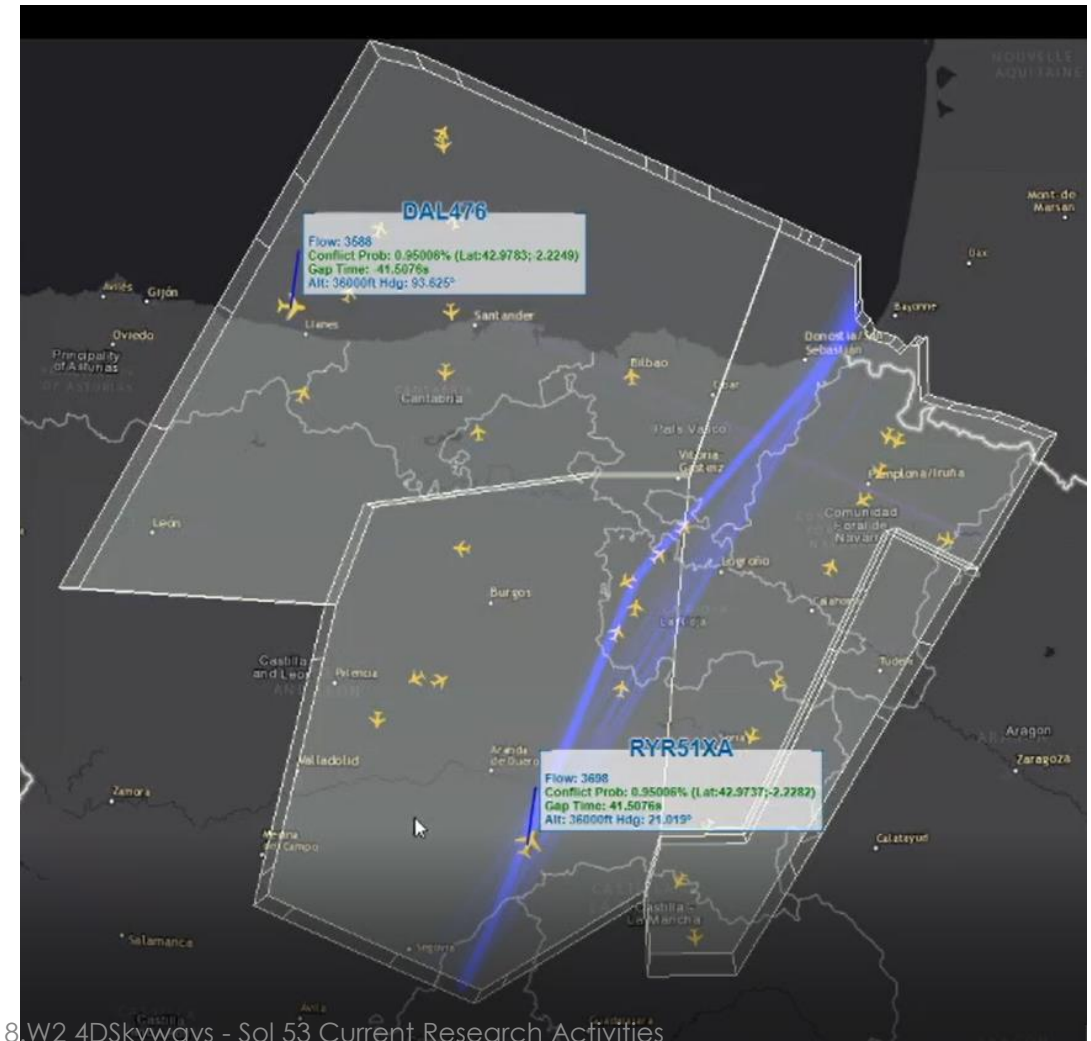 NOUVELLE
AQUITAINE
Mont-de
Marsan
DAL476
Flow: 3588
Conflict Prob: 0.95006% (Lat:42.9783;-2.2249)
Gap Time: -41.5076s
Alt: 36000ft Hdg: 93.625°
Dax
Avilés
Gijón
Bayonne
Llanes
Santander
Oviedo
Donostia/San
Sebastián
Principality
of Asturias
Bilbao
Eibar
Cantabria
País Vasco
Vitoria-
Gasteiz
Pamplona/Iruña
León
Comunidad
Foral de
Navarra
Logroño
Burgos
Calahorra
La Rioja
Castilla
and León
Palencia
Tudela
Soria
Aragon
Valladolid
Aranda
de Duero
RYR51XA
Flow: 3698
Conflict Prob: 0.95006% (Lat:42.9737;-2.2282)
Gap Time: 41.5076s
Alt: 36000ft Hdg: 21.019°
Zaragoza
Zamora
Medina
del Campo
Calatayud
Castilla -
La Mancha
Salamanca
Segovia
Ávila
Guadalajara
8.W2 4DSkyways - Sol 53 Current Research Activities